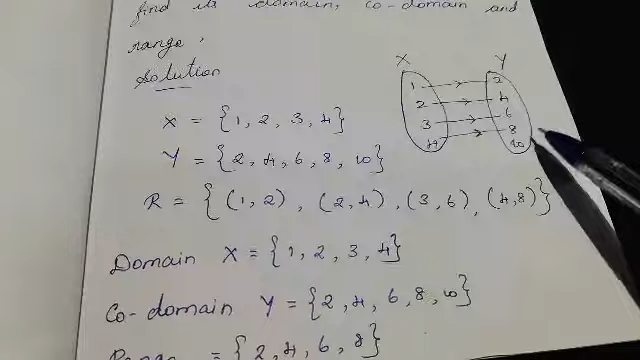 find its domain, co-domain and
range.
Solution
X = {1, 2, 3, 4}
Y = {2, 4, 6, 8, 10}
R = {(1, 2), (2, 4), (3, 6), (4, 8)}
Domain X = {1, 2, 3, 4}
Co-domain Y = {2, 4, 6, 8, 10}
Range = {2, 4, 6, 8}
X Y
1 2
2 4
3 6
4 8
10